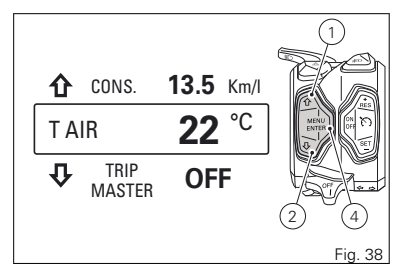 1
CONS. 13.5 Km/l
T AIR 22 °C
TRIP MASTER OFF
RES
ON
OFF
SET
MENU
ENTER
OFF
2
4
Fig. 38